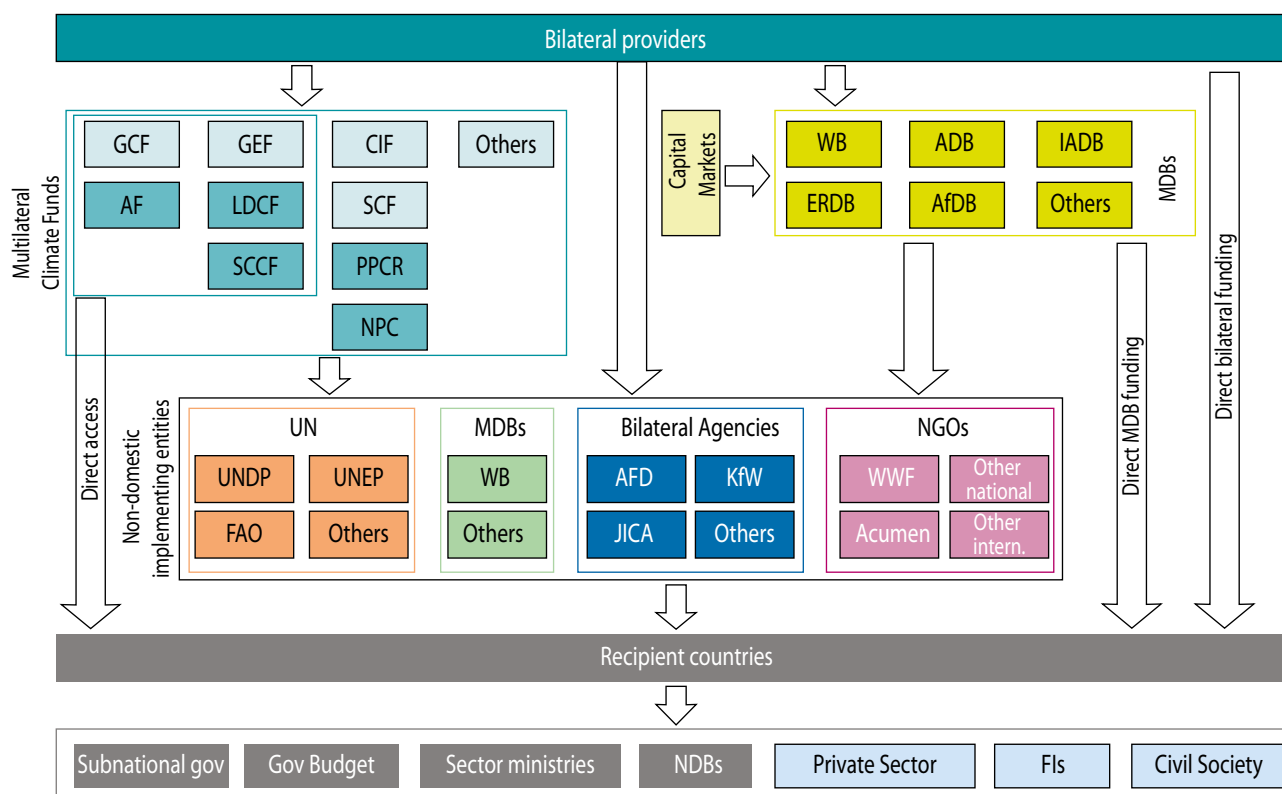 Bilateral providers
Multilateral
Climate Funds
GCF
GEF
CIF
Others
AF
LDCF
SCF
SCCF
PPCR
NPC
Capital
Markets
WB
ADB
IADB
ERDB
AfDB
Others
MDBs
Direct access
Non-domestic
implementing entities
UN
UNDP
UNEP
FAO
Others
MDBs
WB
Others
Bilateral Agencies
AFD
KfW
JICA
Others
NGOs
WWF
Other
national
Acumen
Other
intern.
Direct MDB funding
Direct bilateral funding
Recipient countries
Subnational gov
Gov Budget
Sector ministries
NDBs
Private Sector
FIs
Civil Society